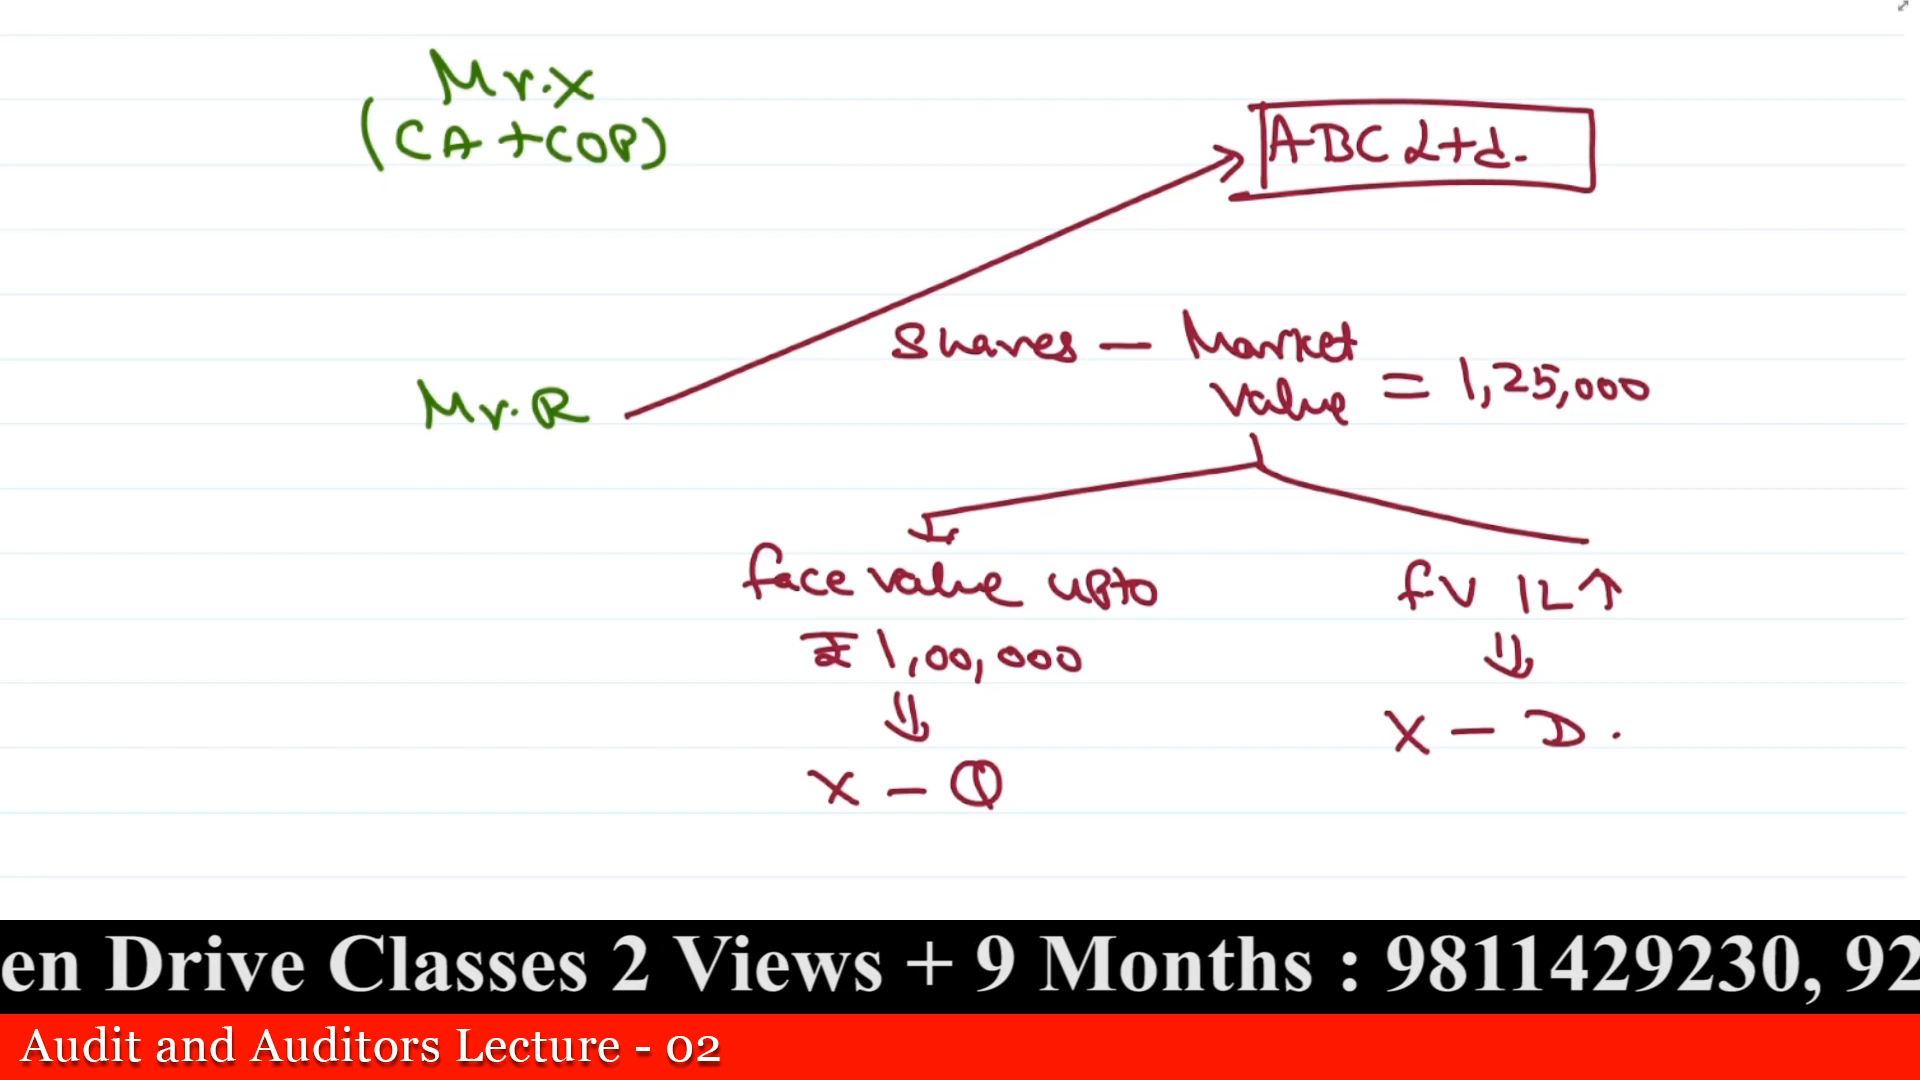 Mr. X
(CA + COP)
ABC Ltd.
Shares — Market
Value = 1,25,000
Mr. R
face value upto
₹ 1,00,000
X — Q
FV 1L ↑
X — D.
en Drive Classes 2 Views + 9 Months : 9811429230, 92
Audit and Auditors Lecture - 02